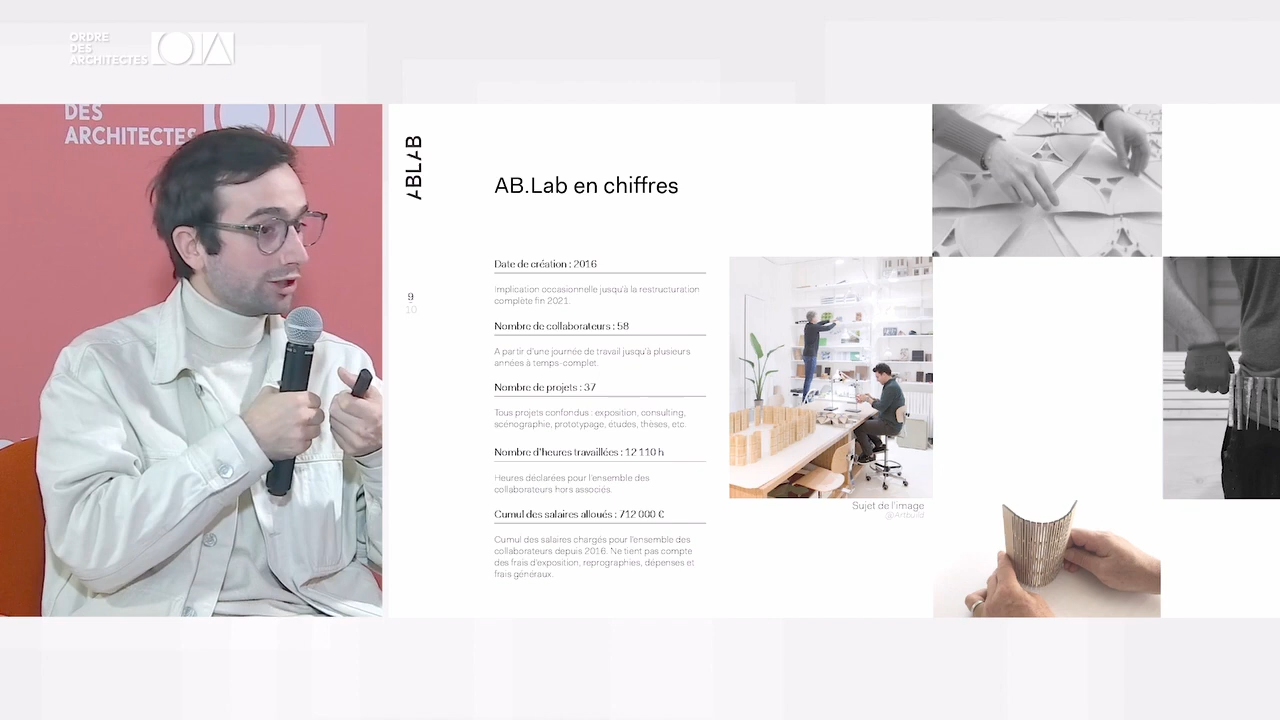 ORDRE
DES
ARCHITECTES
DES
ARCHITECTES
ABLAB
AB.Lab en chiffres
9
10
Date de création : 2016
Implication occasionnelle jusqu'à la restructuration
complète fin 2021.
Nombre de collaborateurs : 58
A partir d'une journée de travail jusqu'à plusieurs
années à temps-complet.
Nombre de projets : 37
Tous projets confondus : exposition, consulting,
scénographie, prototypage, études, thèses, etc.
Nombre d'heures travaillées : 12 110 h
Heures déclarées pour l'ensemble des
collaborateurs hors associés.
Cumul des salaires alloués : 712 000 €
Cumul des salaires chargés pour l'ensemble des
collaborateurs depuis 2016. Ne tient pas compte
des frais d'exposition, reprographies, dépenses et
frais généraux.
Sujet de l'image
@Artbuild